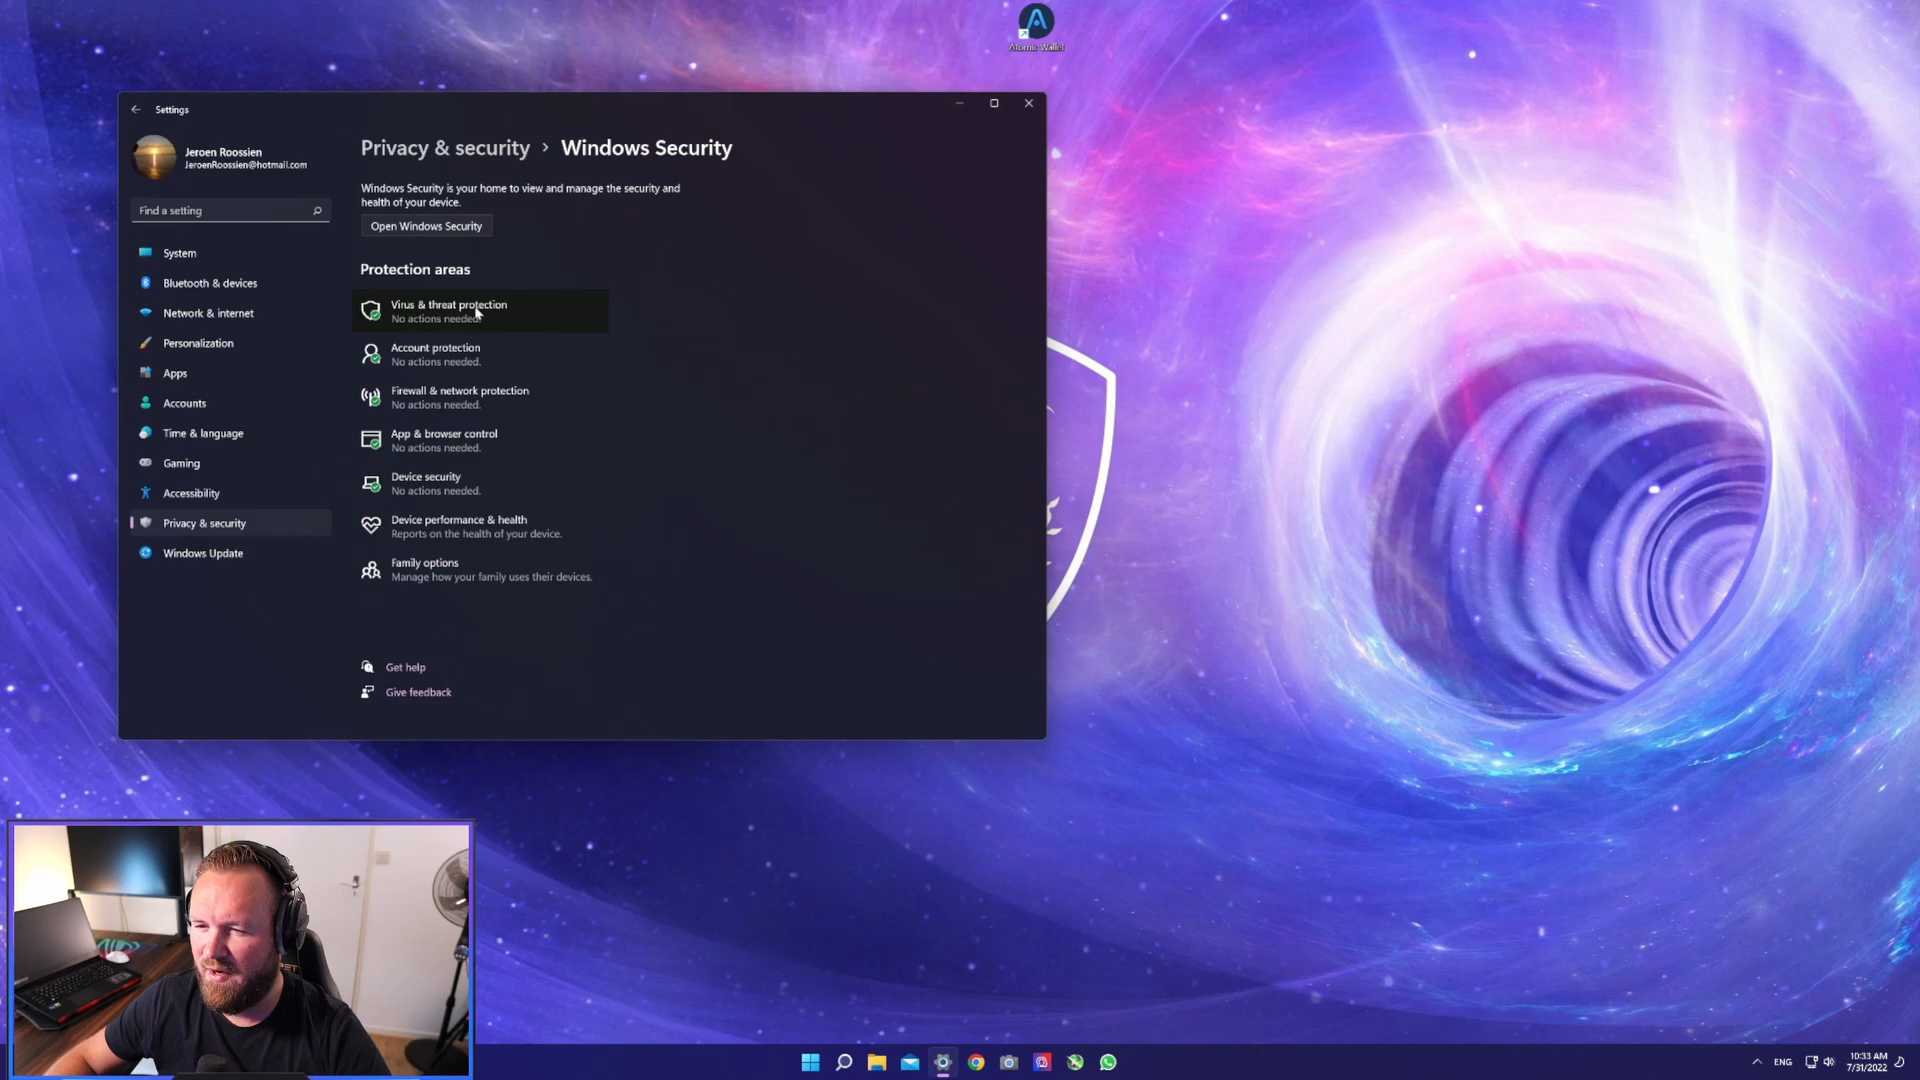 Atomic Wallet
Settings
Jeroen Roossien
JeroenRoossien@hotmail.com
Find a setting
System
Bluetooth & devices
Network & internet
Personalization
Apps
Accounts
Time & language
Gaming
Accessibility
Privacy & security
Windows Update
Privacy & security > Windows Security
Windows Security is your home to view and manage the security and
health of your device.
Open Windows Security
Protection areas
Virus & threat protection
No actions needed.
Account protection
No actions needed.
Firewall & network protection
No actions needed.
App & browser control
No actions needed.
Device security
No actions needed.
Device performance & health
Reports on the health of your device.
Family options
Manage how your family uses their devices.
Get help
Give feedback
ENG
10:33 AM
7/31/2022